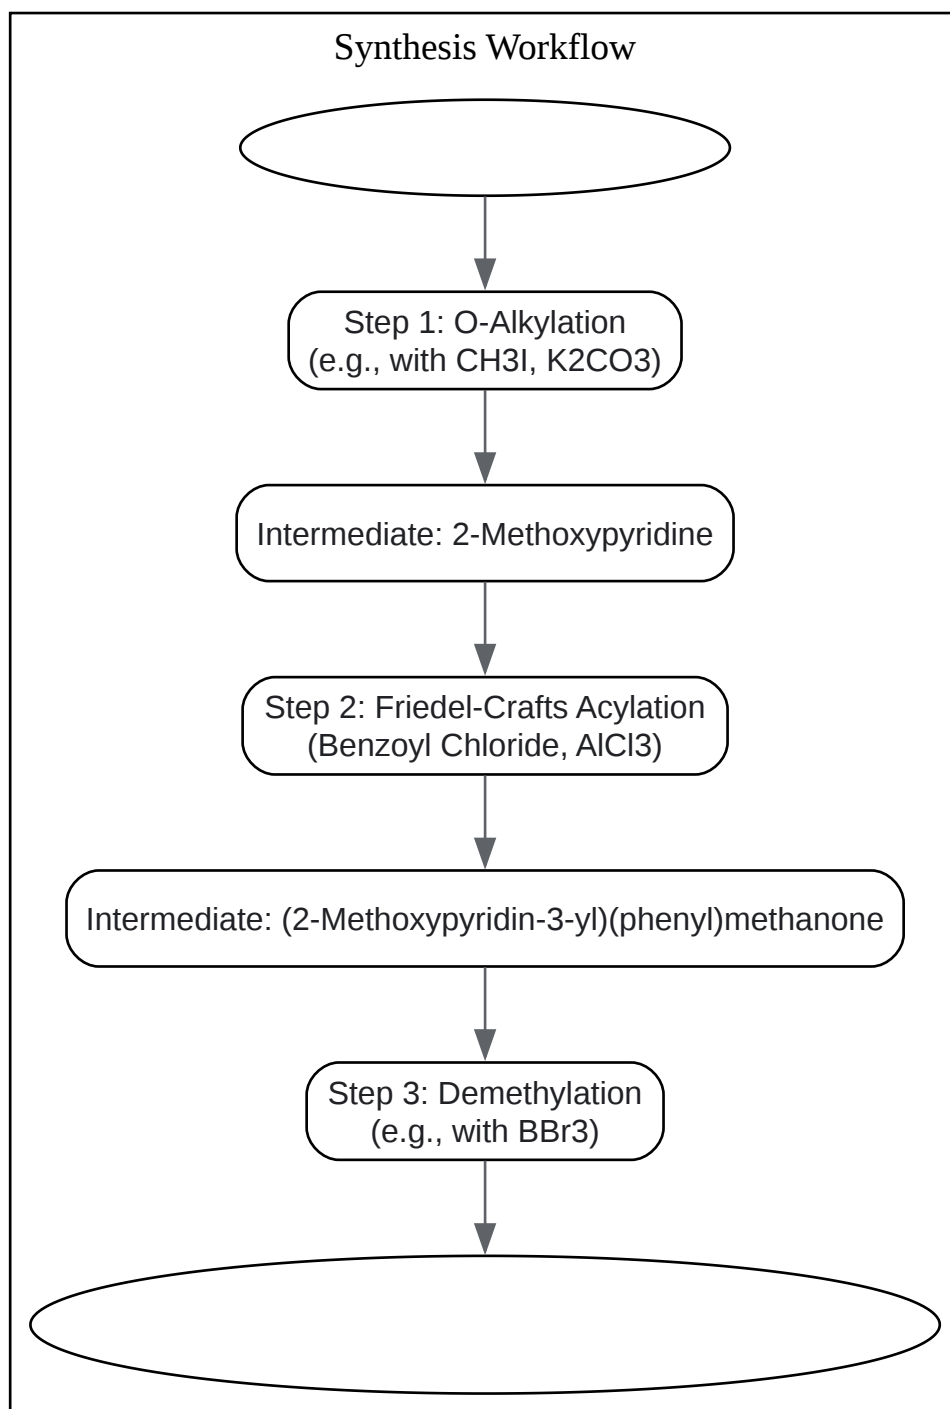 Synthesis Workflow
Step 1: O-Alkylation
(e.g., with CH3I, K2CO3)
Intermediate: 2-Methoxypyridine
Step 2: Friedel-Crafts Acylation
(Benzoyl Chloride, AlCl3)
Intermediate: (2-Methoxypyridin-3-yl)(phenyl)methanone
Step 3: Demethylation
(e.g., with BBr3)